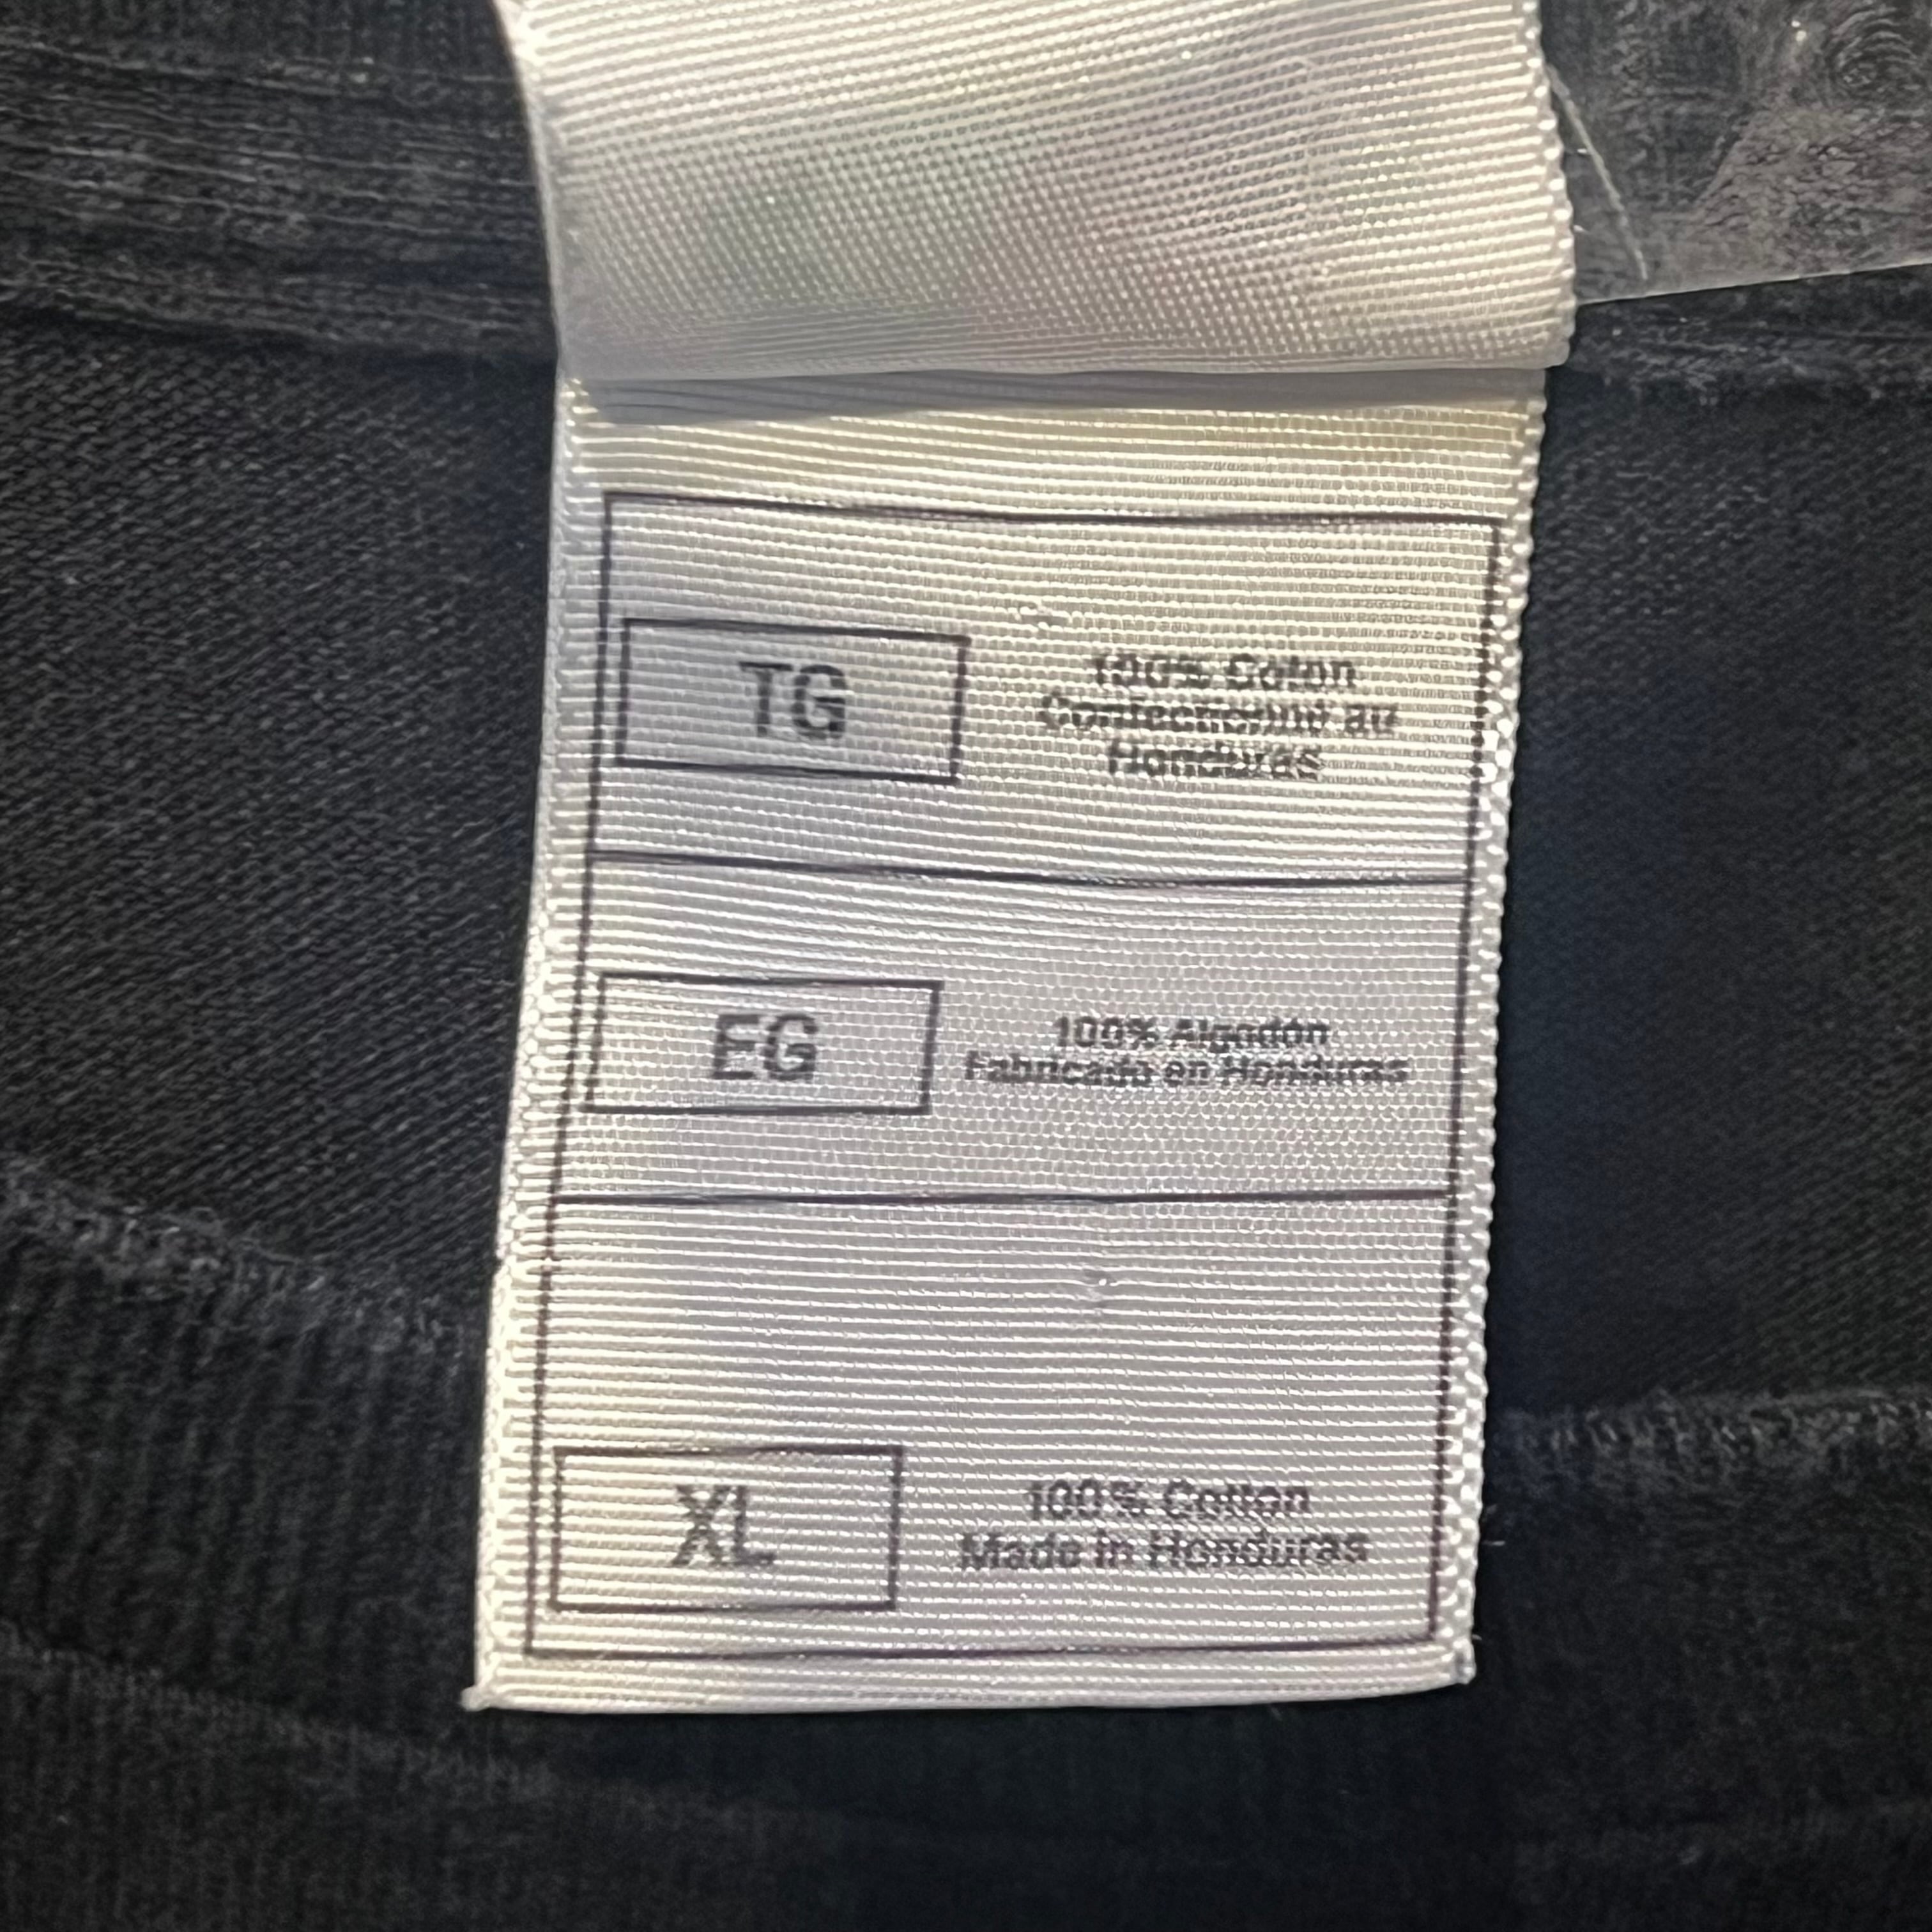 TG
100% Coton
Confectionné au
Honduras
EG
100% Algodón
Fabricado en Honduras
XL
100% Cotton
Made in Honduras